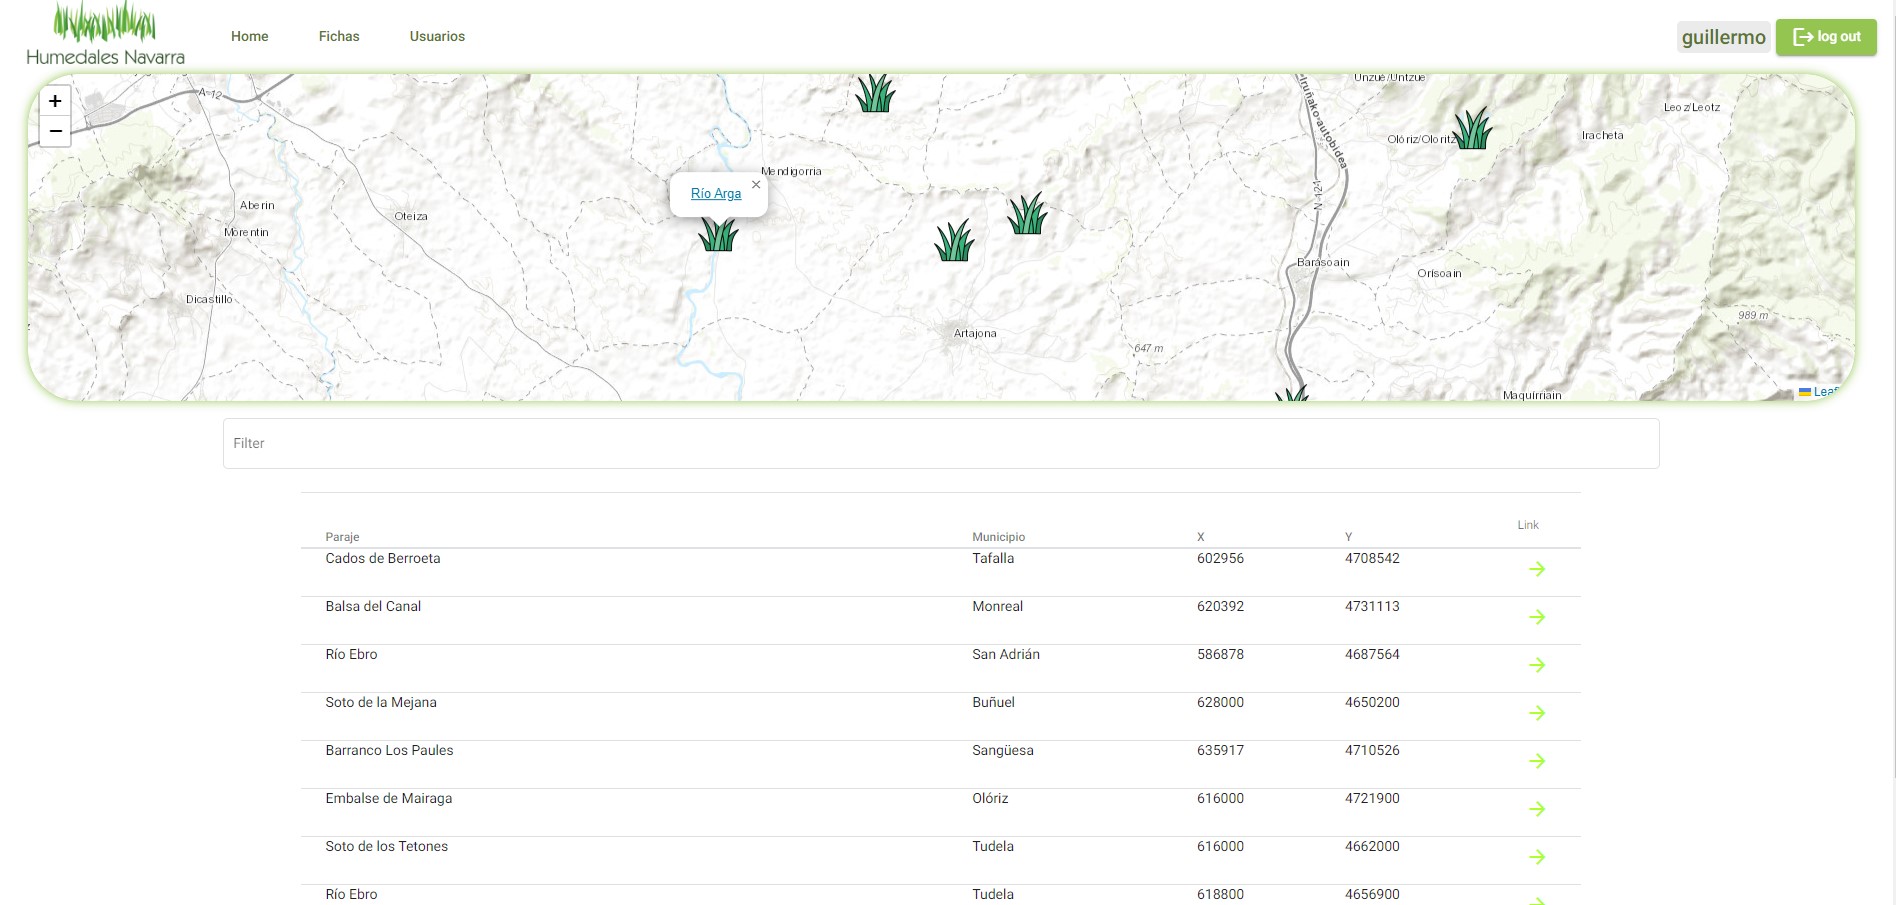 Humedales Navarra
Home
Fichas
Usuarios
guillermo
log out
+
−
A-12
Iruñako autobidea
Unzué/Untzue
Leoz/Leotz
Olóriz/Oloritz
Iracheta
Mendigorria
Río Arga
×
N-121
Aberin
Oteiza
Morentin
Barásoain
Orísoain
Dicastillo
989 m
Artajona
647 m
Maquirriain
Leaf
Filter
Paraje Municipio X Y Link
Cados de Berroeta Tafalla 602956 4708542
Balsa del Canal Monreal 620392 4731113
Río Ebro San Adrián 586878 4687564
Soto de la Mejana Buñuel 628000 4650200
Barranco Los Paules Sangüesa 635917 4710526
Embalse de Mairaga Olóriz 616000 4721900
Soto de los Tetones Tudela 616000 4662000
Río Ebro Tudela 618800 4656900